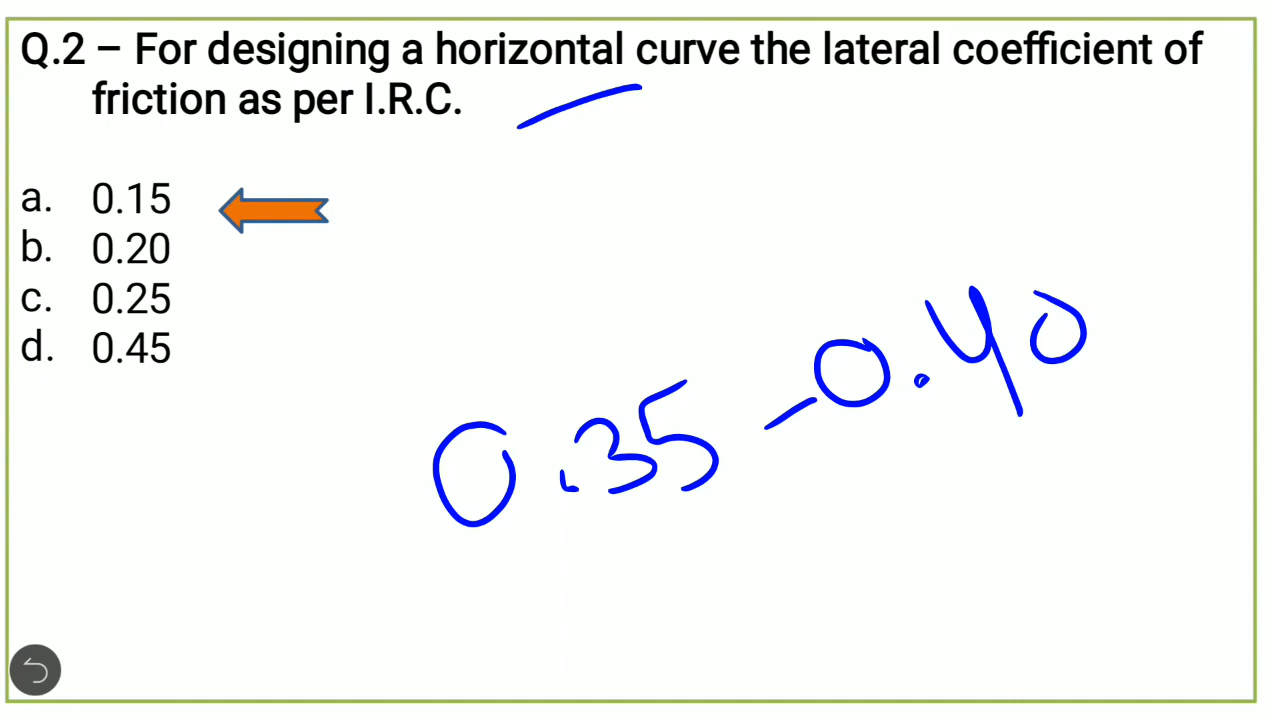 Q.2 – For designing a horizontal curve the lateral coefficient of
friction as per I.R.C.
a. 0.15
b. 0.20
c. 0.25
d. 0.45
0.35 - 0.40